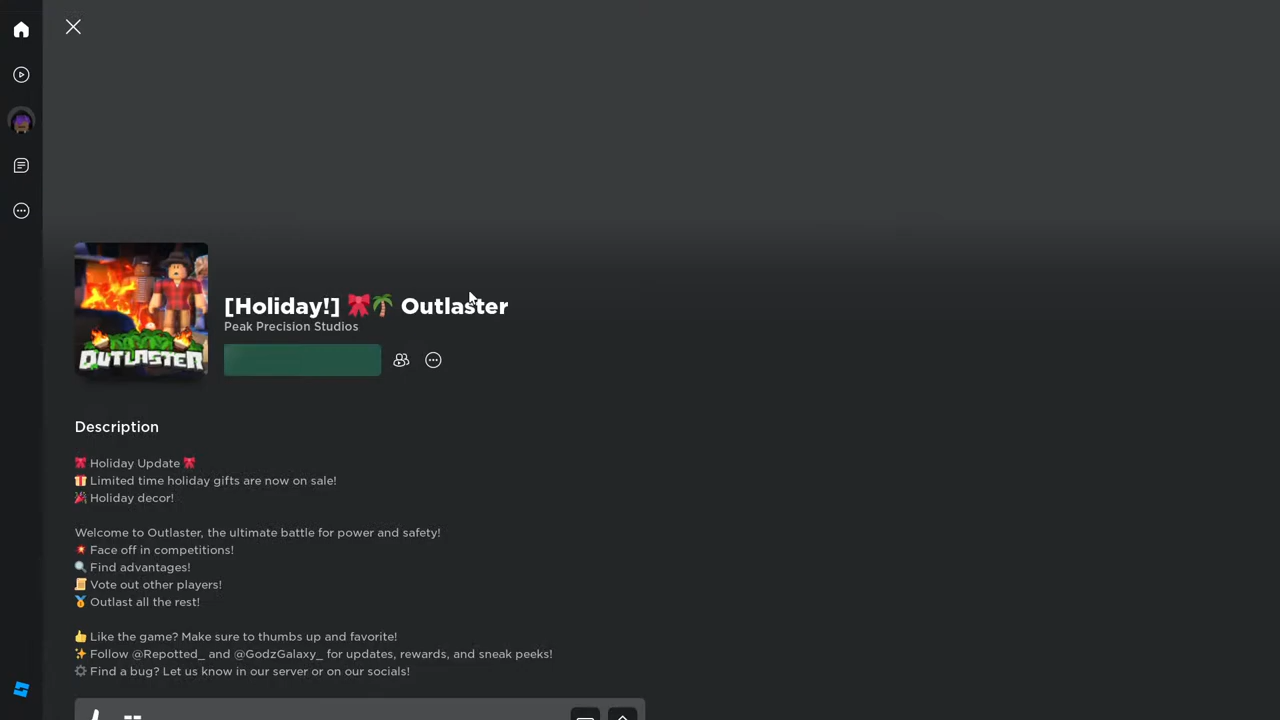 [Holiday!] 🎀🌴 Outlaster
Peak Precision Studios
OUTLASTER
Description
🎀 Holiday Update 🎀
🎁 Limited time holiday gifts are now on sale!
🎉 Holiday decor!
Welcome to Outlaster, the ultimate battle for power and safety!
💥 Face off in competitions!
🔍 Find advantages!
📜 Vote out other players!
🏅 Outlast all the rest!
👍 Like the game? Make sure to thumbs up and favorite!
✨ Follow @Repotted_ and @GodzGalaxy_ for updates, rewards, and sneak peeks!
⚙️ Find a bug? Let us know in our server or on our socials!